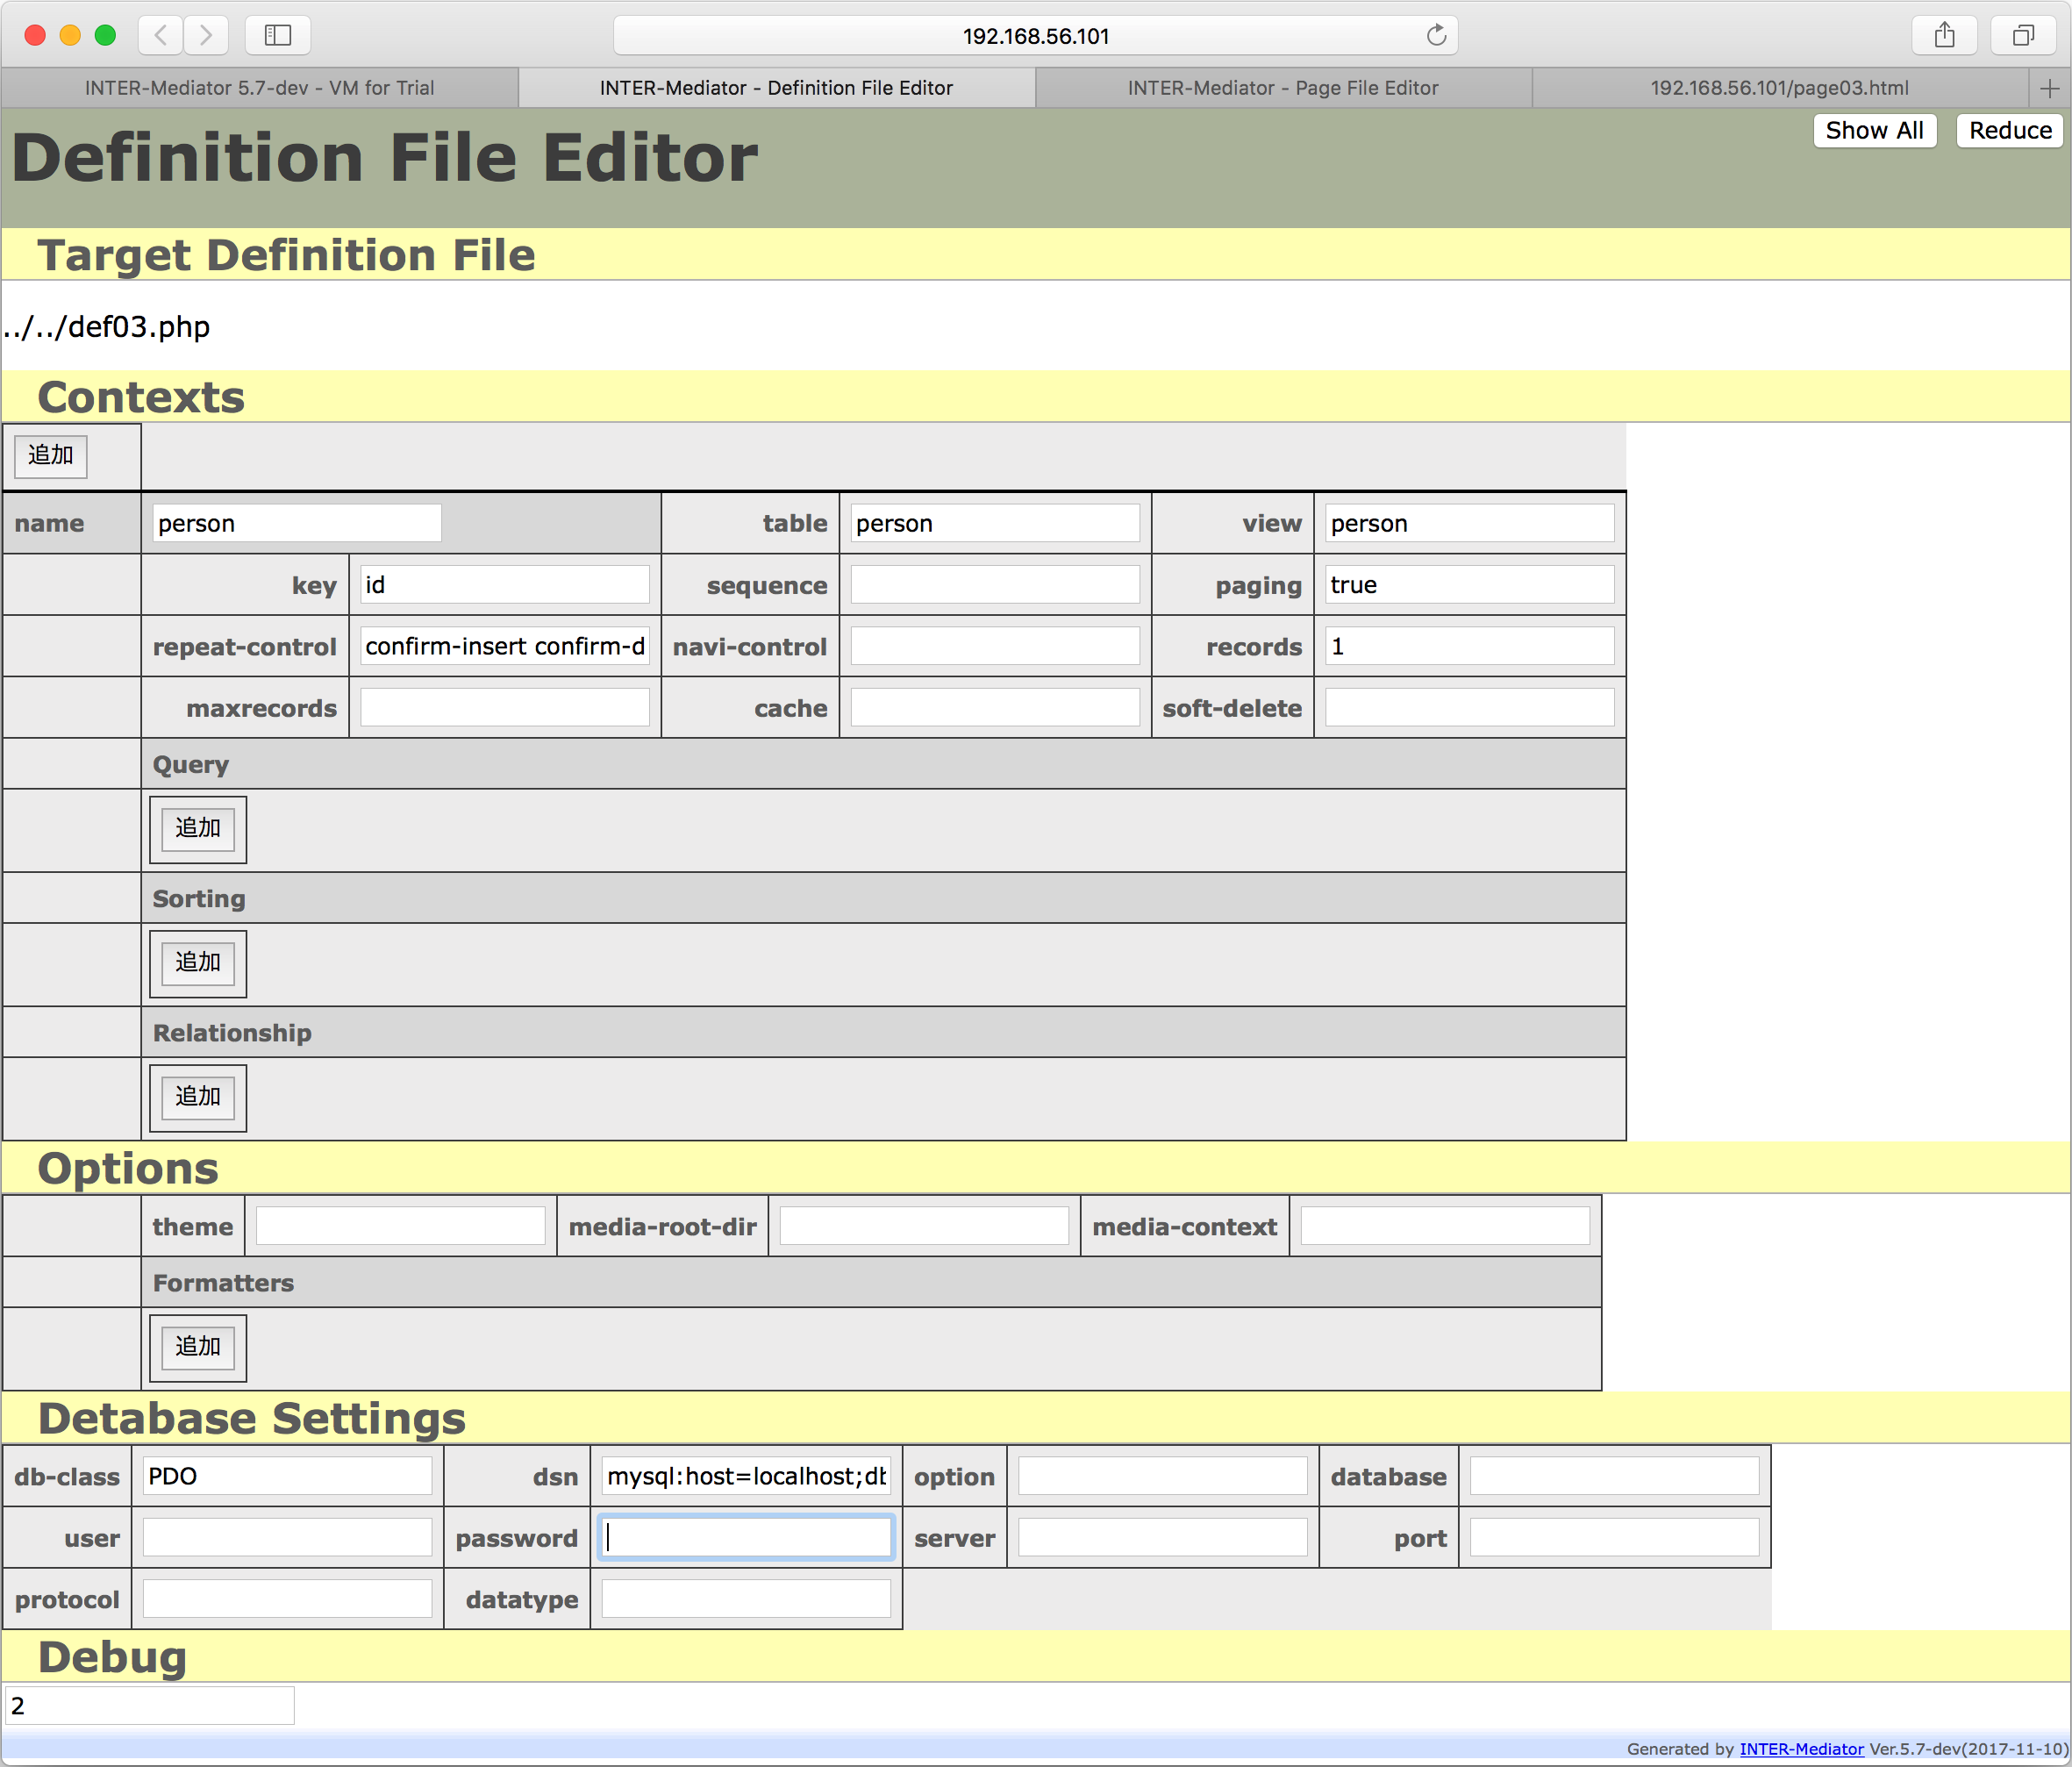 192.168.56.101
INTER-Mediator 5.7-dev - VM for Trial INTER-Mediator - Definition File Editor INTER-Mediator - Page File Editor 192.168.56.101/page03.html
Show All Reduce
Definition File Editor
Target Definition File
../../def03.php
Contexts
追加
name person table person view person
key id sequence paging true
repeat-control confirm-insert confirm-d navi-control records 1
maxrecords cache soft-delete
Query
追加
Sorting
追加
Relationship
追加
Options
theme media-root-dir media-context
Formatters
追加
Detabase Settings
db-class PDO dsn mysql:host=localhost;db option database
user password server port
protocol datatype
Debug
2
Generated by INTER-Mediator Ver.5.7-dev(2017-11-10)